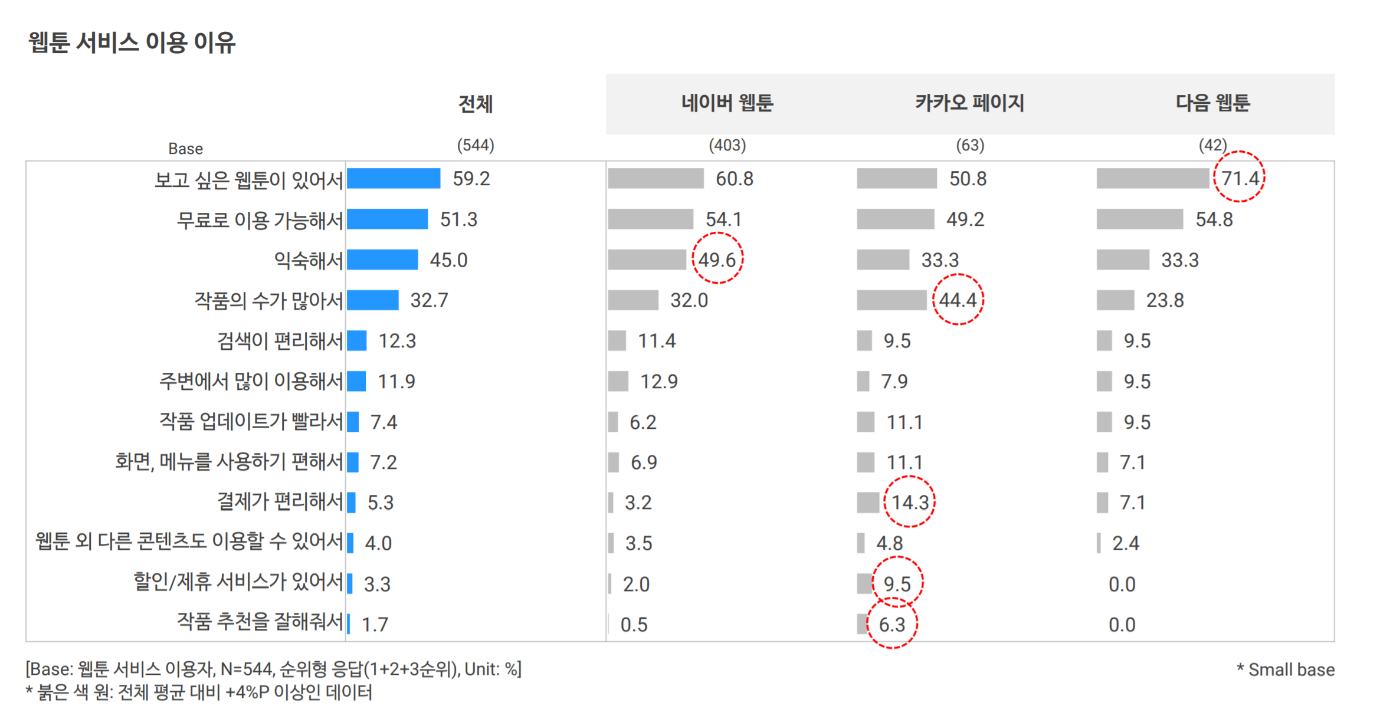 웹툰 서비스 이용 이유
전체 네이버 웹툰 카카오 페이지 다음 웹툰
Base (544) (403) (63) (42)
보고 싶은 웹툰이 있어서 59.2 60.8 50.8 71.4
무료로 이용 가능해서 51.3 54.1 49.2 54.8
익숙해서 45.0 49.6 33.3 33.3
작품의 수가 많아서 32.7 32.0 44.4 23.8
검색이 편리해서 12.3 11.4 9.5 9.5
주변에서 많이 이용해서 11.9 12.9 7.9 9.5
작품 업데이트가 빨라서 7.4 6.2 11.1 9.5
화면, 메뉴를 사용하기 편해서 7.2 6.9 11.1 7.1
결제가 편리해서 5.3 3.2 14.3 7.1
웹툰 외 다른 콘텐츠도 이용할 수 있어서 4.0 3.5 4.8 2.4
할인/제휴 서비스가 있어서 3.3 2.0 9.5 0.0
작품 추천을 잘해줘서 1.7 0.5 6.3 0.0
[Base: 웹툰 서비스 이용자, N=544, 순위형 응답(1+2+3순위), Unit: %] * Small base
* 붉은 색 원: 전체 평균 대비 +4%P 이상인 데이터